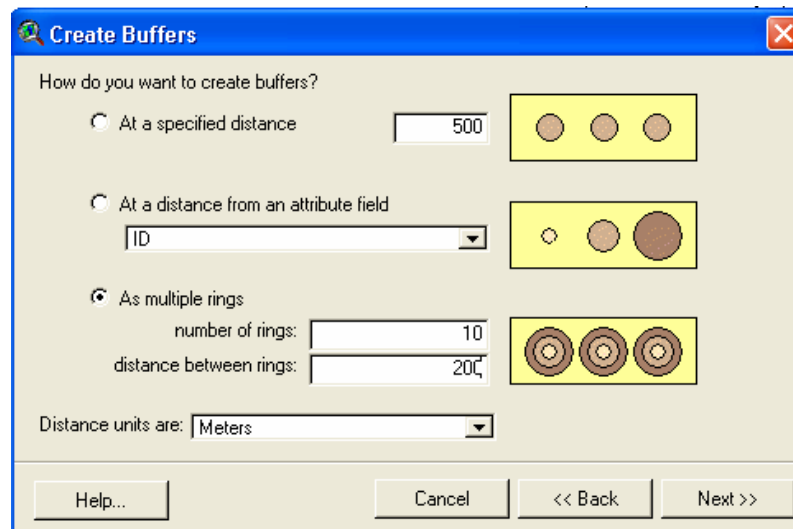 Create Buffers
How do you want to create buffers?
At a specified distance 500
At a distance from an attribute field
ID
As multiple rings
number of rings: 10
distance between rings: 200
Distance units are: Meters
Help... Cancel << Back Next >>